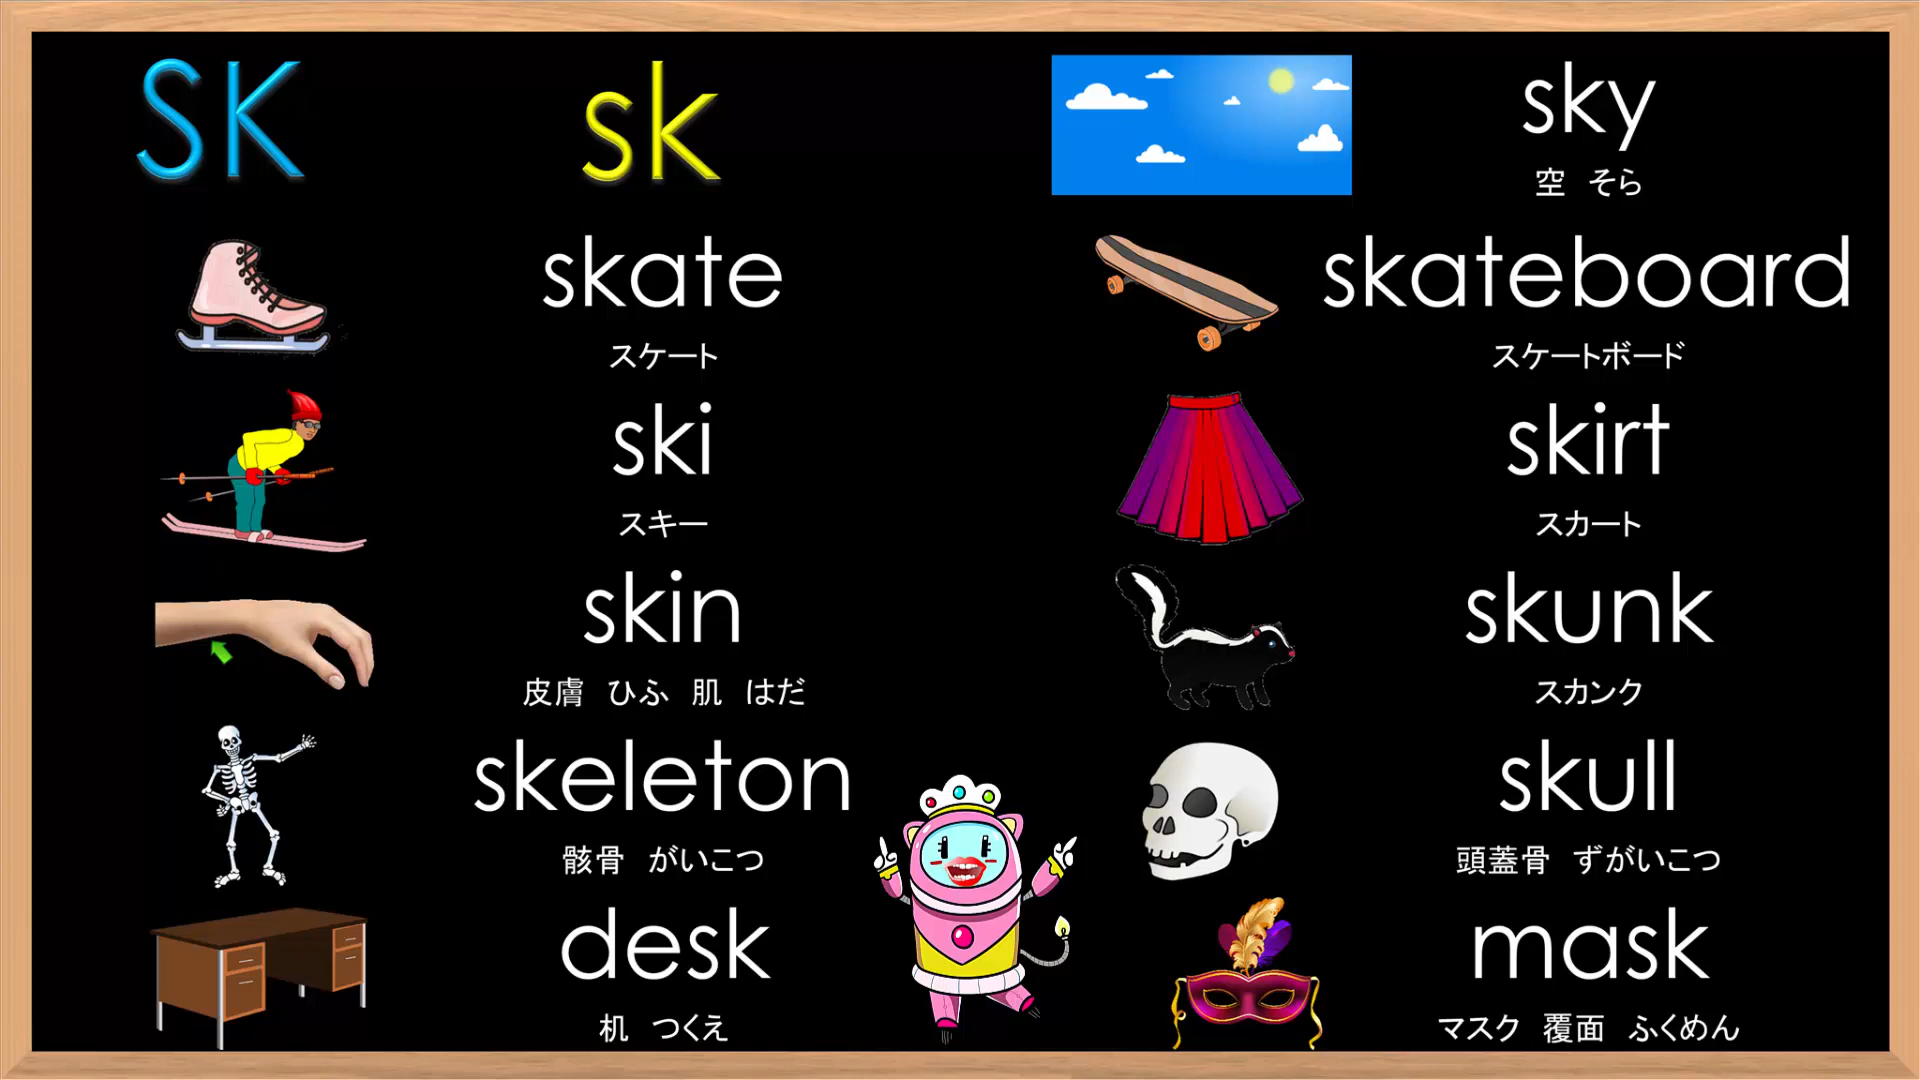 SK
sk
sky
空 そら
skate
スケート
skateboard
スケートボード
ski
スキー
skirt
スカート
skin
皮膚 ひふ 肌 はだ
skunk
スカンク
skeleton
骸骨 がいこつ
skull
頭蓋骨 ずがいこつ
desk
机 つくえ
mask
マスク 覆面 ふくめん